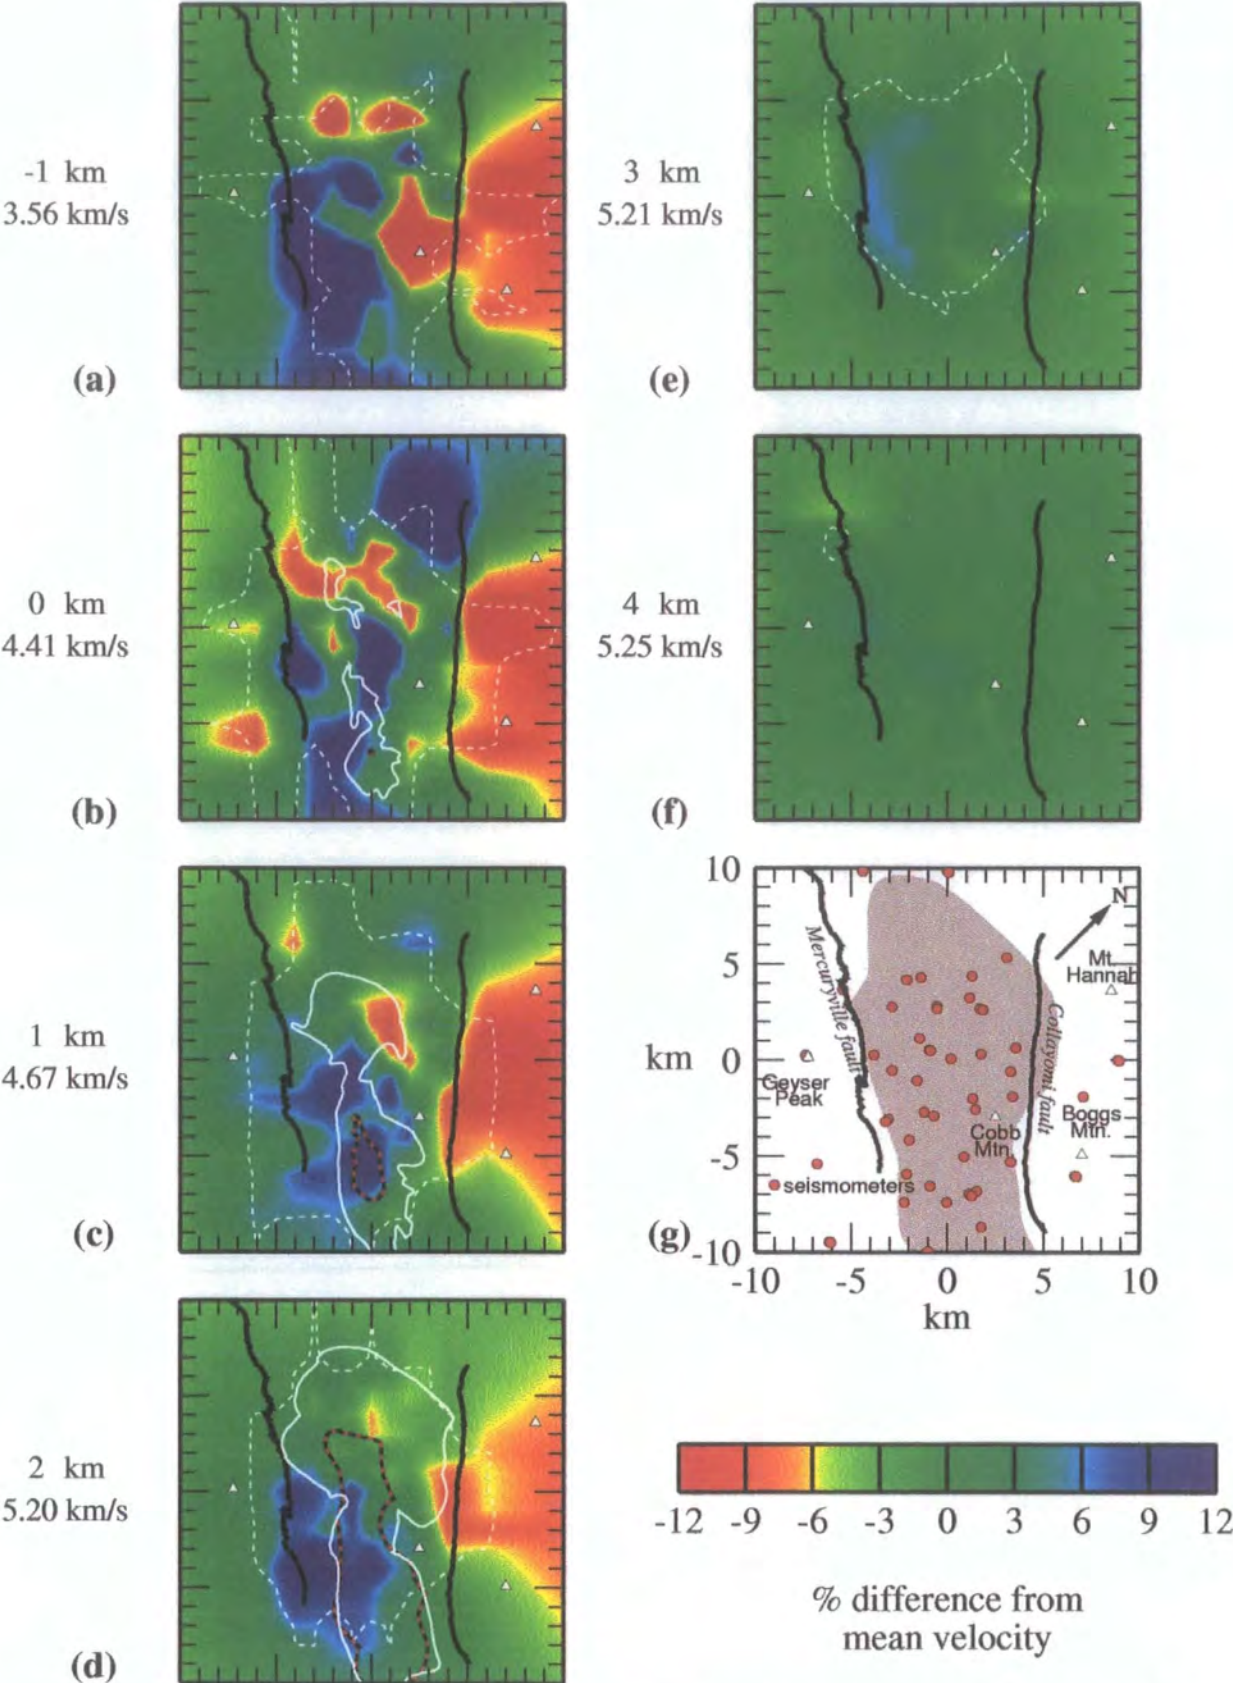 -1 km
3.56 km/s
(a)
0 km
4.41 km/s
(b)
1 km
4.67 km/s
(c)
2 km
5.20 km/s
(d)
3 km
5.21 km/s
(e)
4 km
5.25 km/s
(f)
10
5
km
0
-5
-10
N
Mt.
Hannah
Mercuryville fault
Collayomi fault
Geyser
Peak
Boggs
Mtn.
Cobb
Mtn.
seismometers
(g)
-10 -5 0 5 10
km
-12 -9 -6 -3 0 3 6 9 12
% difference from
mean velocity